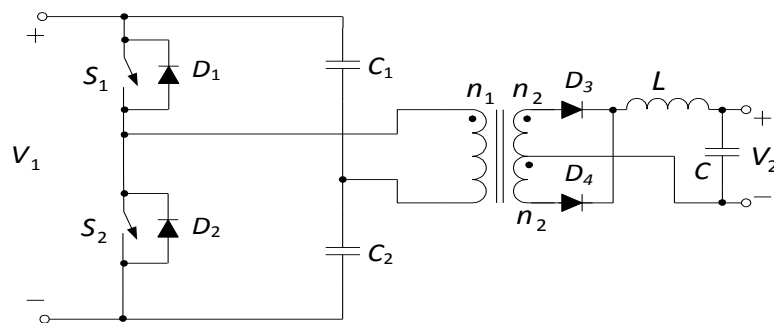 +
S1
D1
C1
n1
n2
D3
L
+
V1
C
V2
D4
−
S2
D2
n2
C2
−